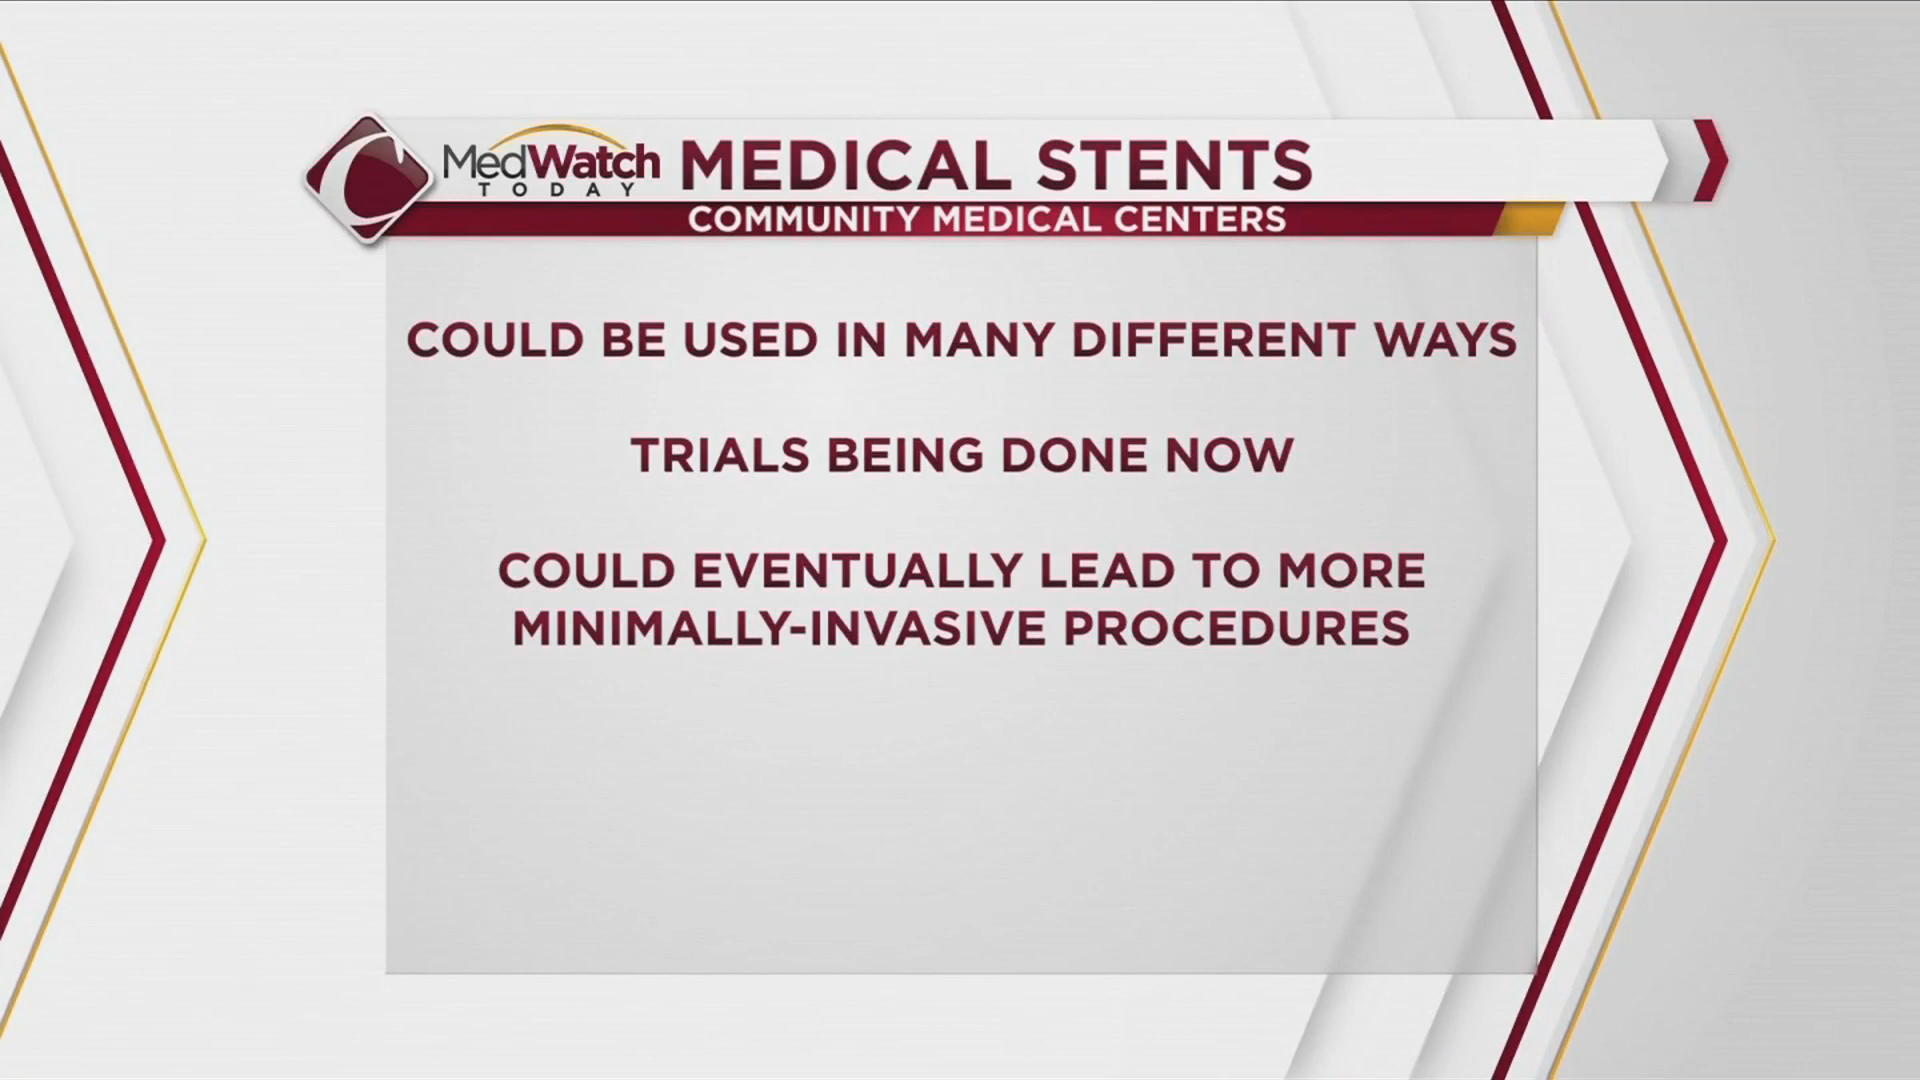 MedWatch
TODAY
MEDICAL STENTS
COMMUNITY MEDICAL CENTERS
COULD BE USED IN MANY DIFFERENT WAYS
TRIALS BEING DONE NOW
COULD EVENTUALLY LEAD TO MORE
MINIMALLY-INVASIVE PROCEDURES